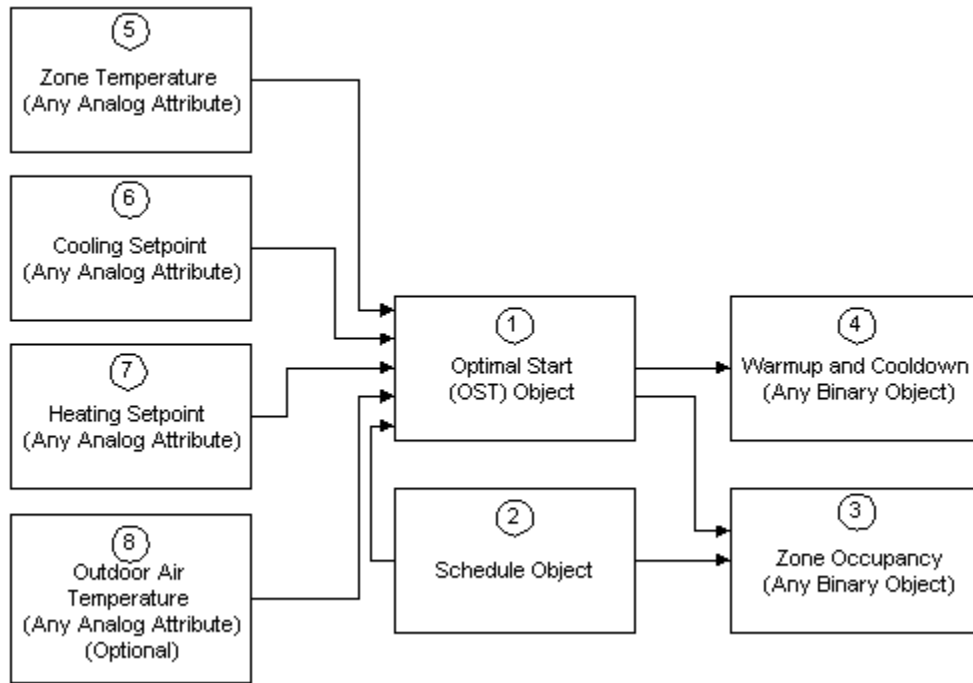 5
Zone Temperature
(Any Analog Attribute)
6
Cooling Setpoint
(Any Analog Attribute)
7
Heating Setpoint
(Any Analog Attribute)
8
Outdoor Air
Temperature
(Any Analog Attribute)
(Optional)
1
Optimal Start
(OST) Object
2
Schedule Object
4
Warmup and Cooldown
(Any Binary Object)
3
Zone Occupancy
(Any Binary Object)